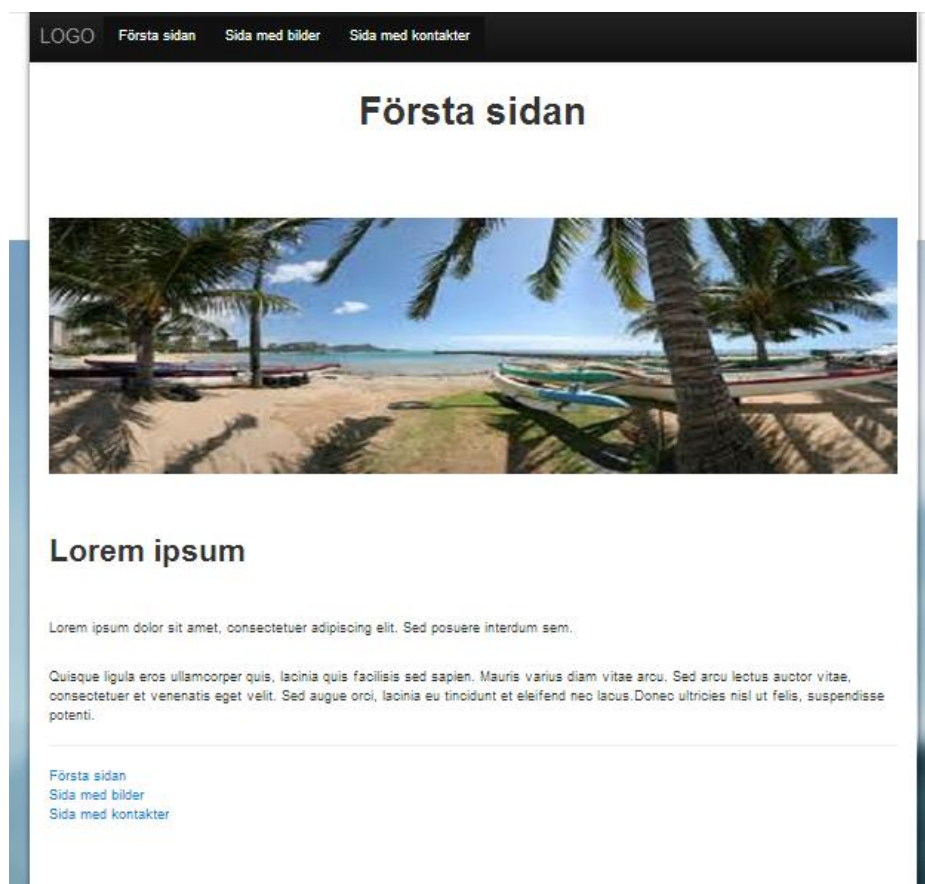 LOGO Första sidan Sida med bilder Sida med kontakter
Första sidan
Lorem ipsum
Lorem ipsum dolor sit amet, consectetuer adipiscing elit. Sed posuere interdum sem.
Quisque ligula eros ullamcorper quis, lacinia quis facilisis sed sapien. Mauris varius diam vitae arcu. Sed arcu lectus auctor vitae,
consectetuer et venenatis eget velit. Sed augue orci, lacinia eu tincidunt et eleifend nec lacus.Donec ultricies nisl ut felis, suspendisse
potenti.
Första sidan
Sida med bilder
Sida med kontakter